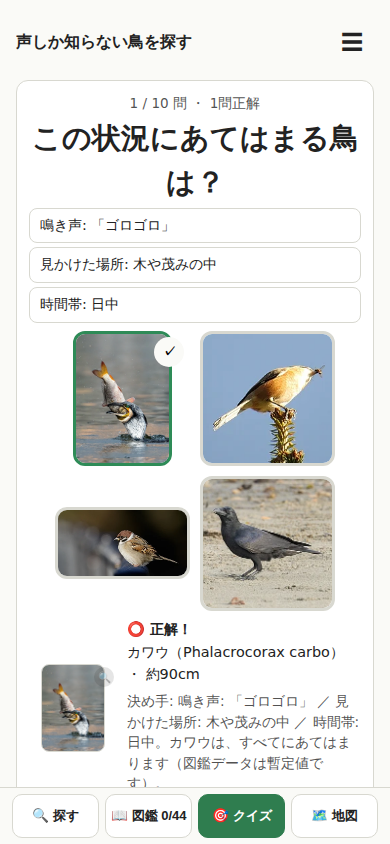 声しか知らない鳥を探す
1 / 10 問 ・ 1問正解
この状況にあてはまる鳥
は？
鳴き声: 「ゴロゴロ」
見かけた場所: 木や茂みの中
時間帯: 日中
⭕ 正解！
カワウ（Phalacrocorax carbo）
・ 約90cm
決め手: 鳴き声: 「ゴロゴロ」 ／ 見
かけた場所: 木や茂みの中 ／ 時間帯:
日中。カワウは、すべてにあてはま
ります（図鑑データは暫定値で
す）。
🔍 探す
📖 図鑑 0/44
🎯 クイズ
🗺️ 地図